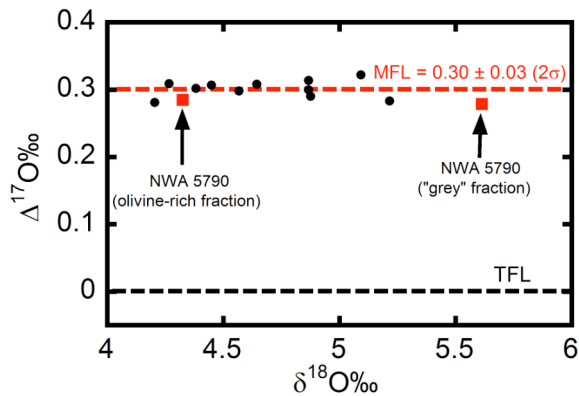 0.4
MFL = 0.30 ± 0.03 (2σ)
0.3
0.2
NWA 5790
(olivine-rich fraction)
NWA 5790
("grey" fraction)
Δ¹⁷O‰
0.1
TFL
0
4
4.5
5
5.5
6
δ¹⁸O‰